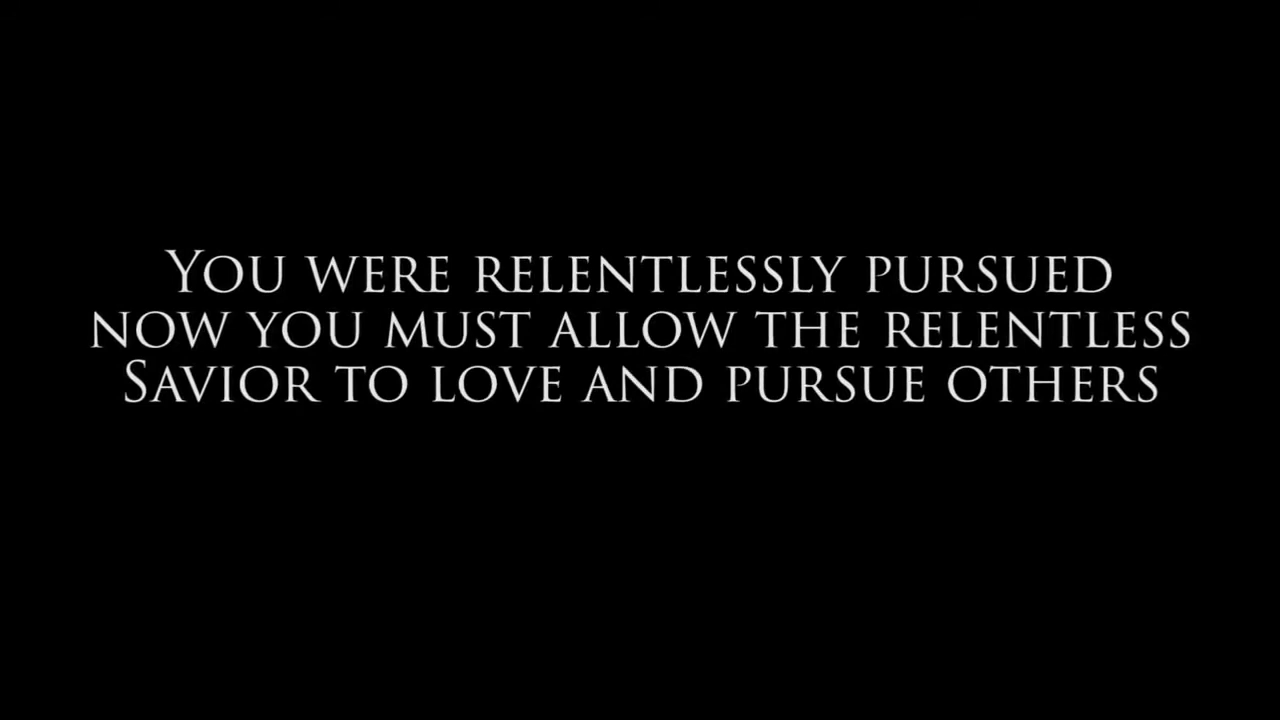 You were relentlessly pursued
now you must allow the relentless
Savior to love and pursue others